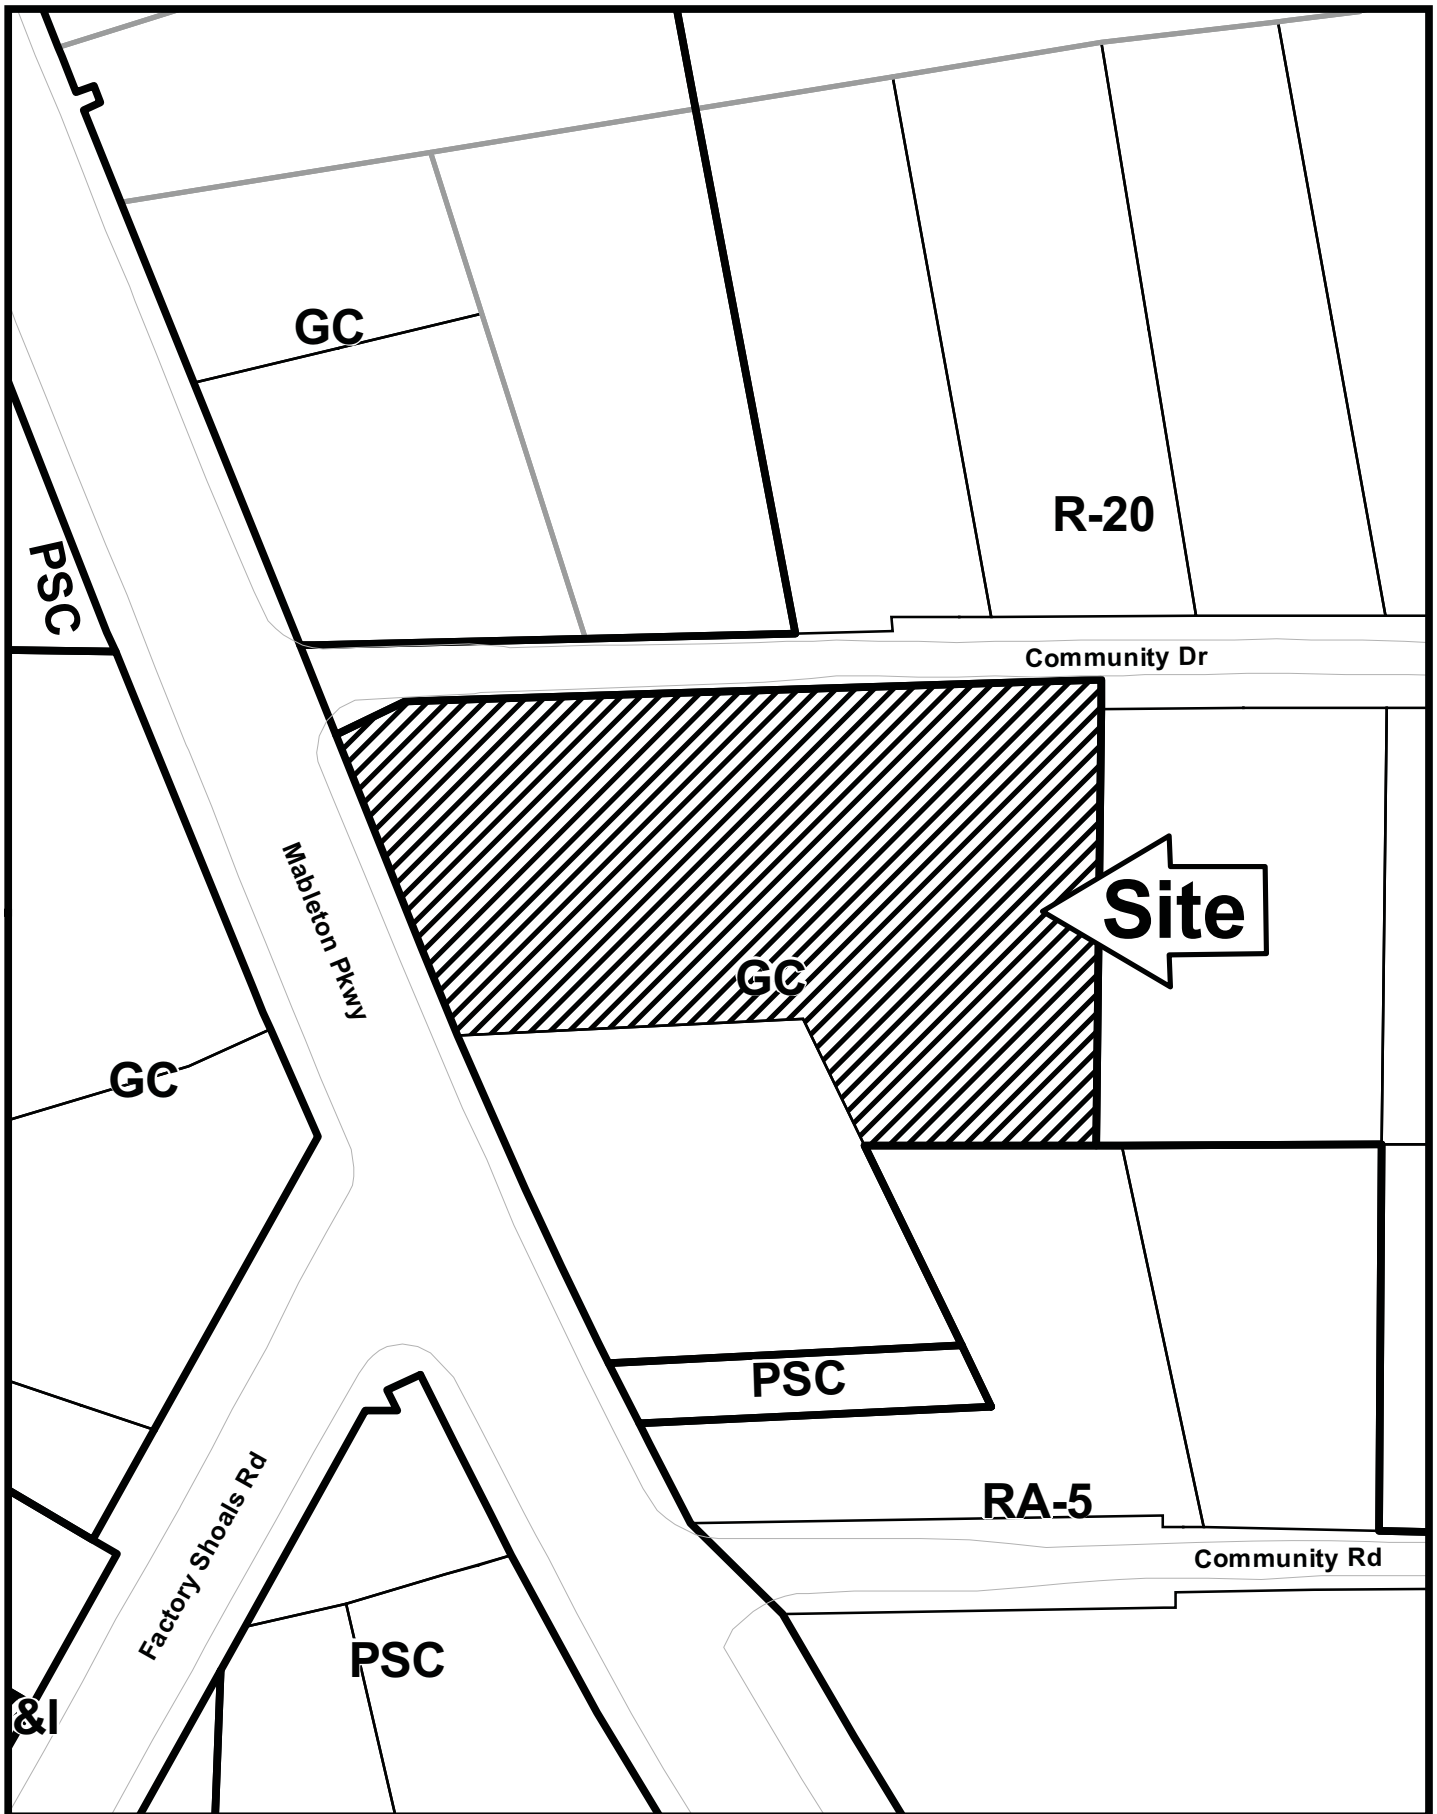 GC
R-20
PSC
Community Dr
Mableton Pkwy
Site
GC
GC
PSC
RA-5
Factory Shoals Rd
Community Rd
PSC
&I